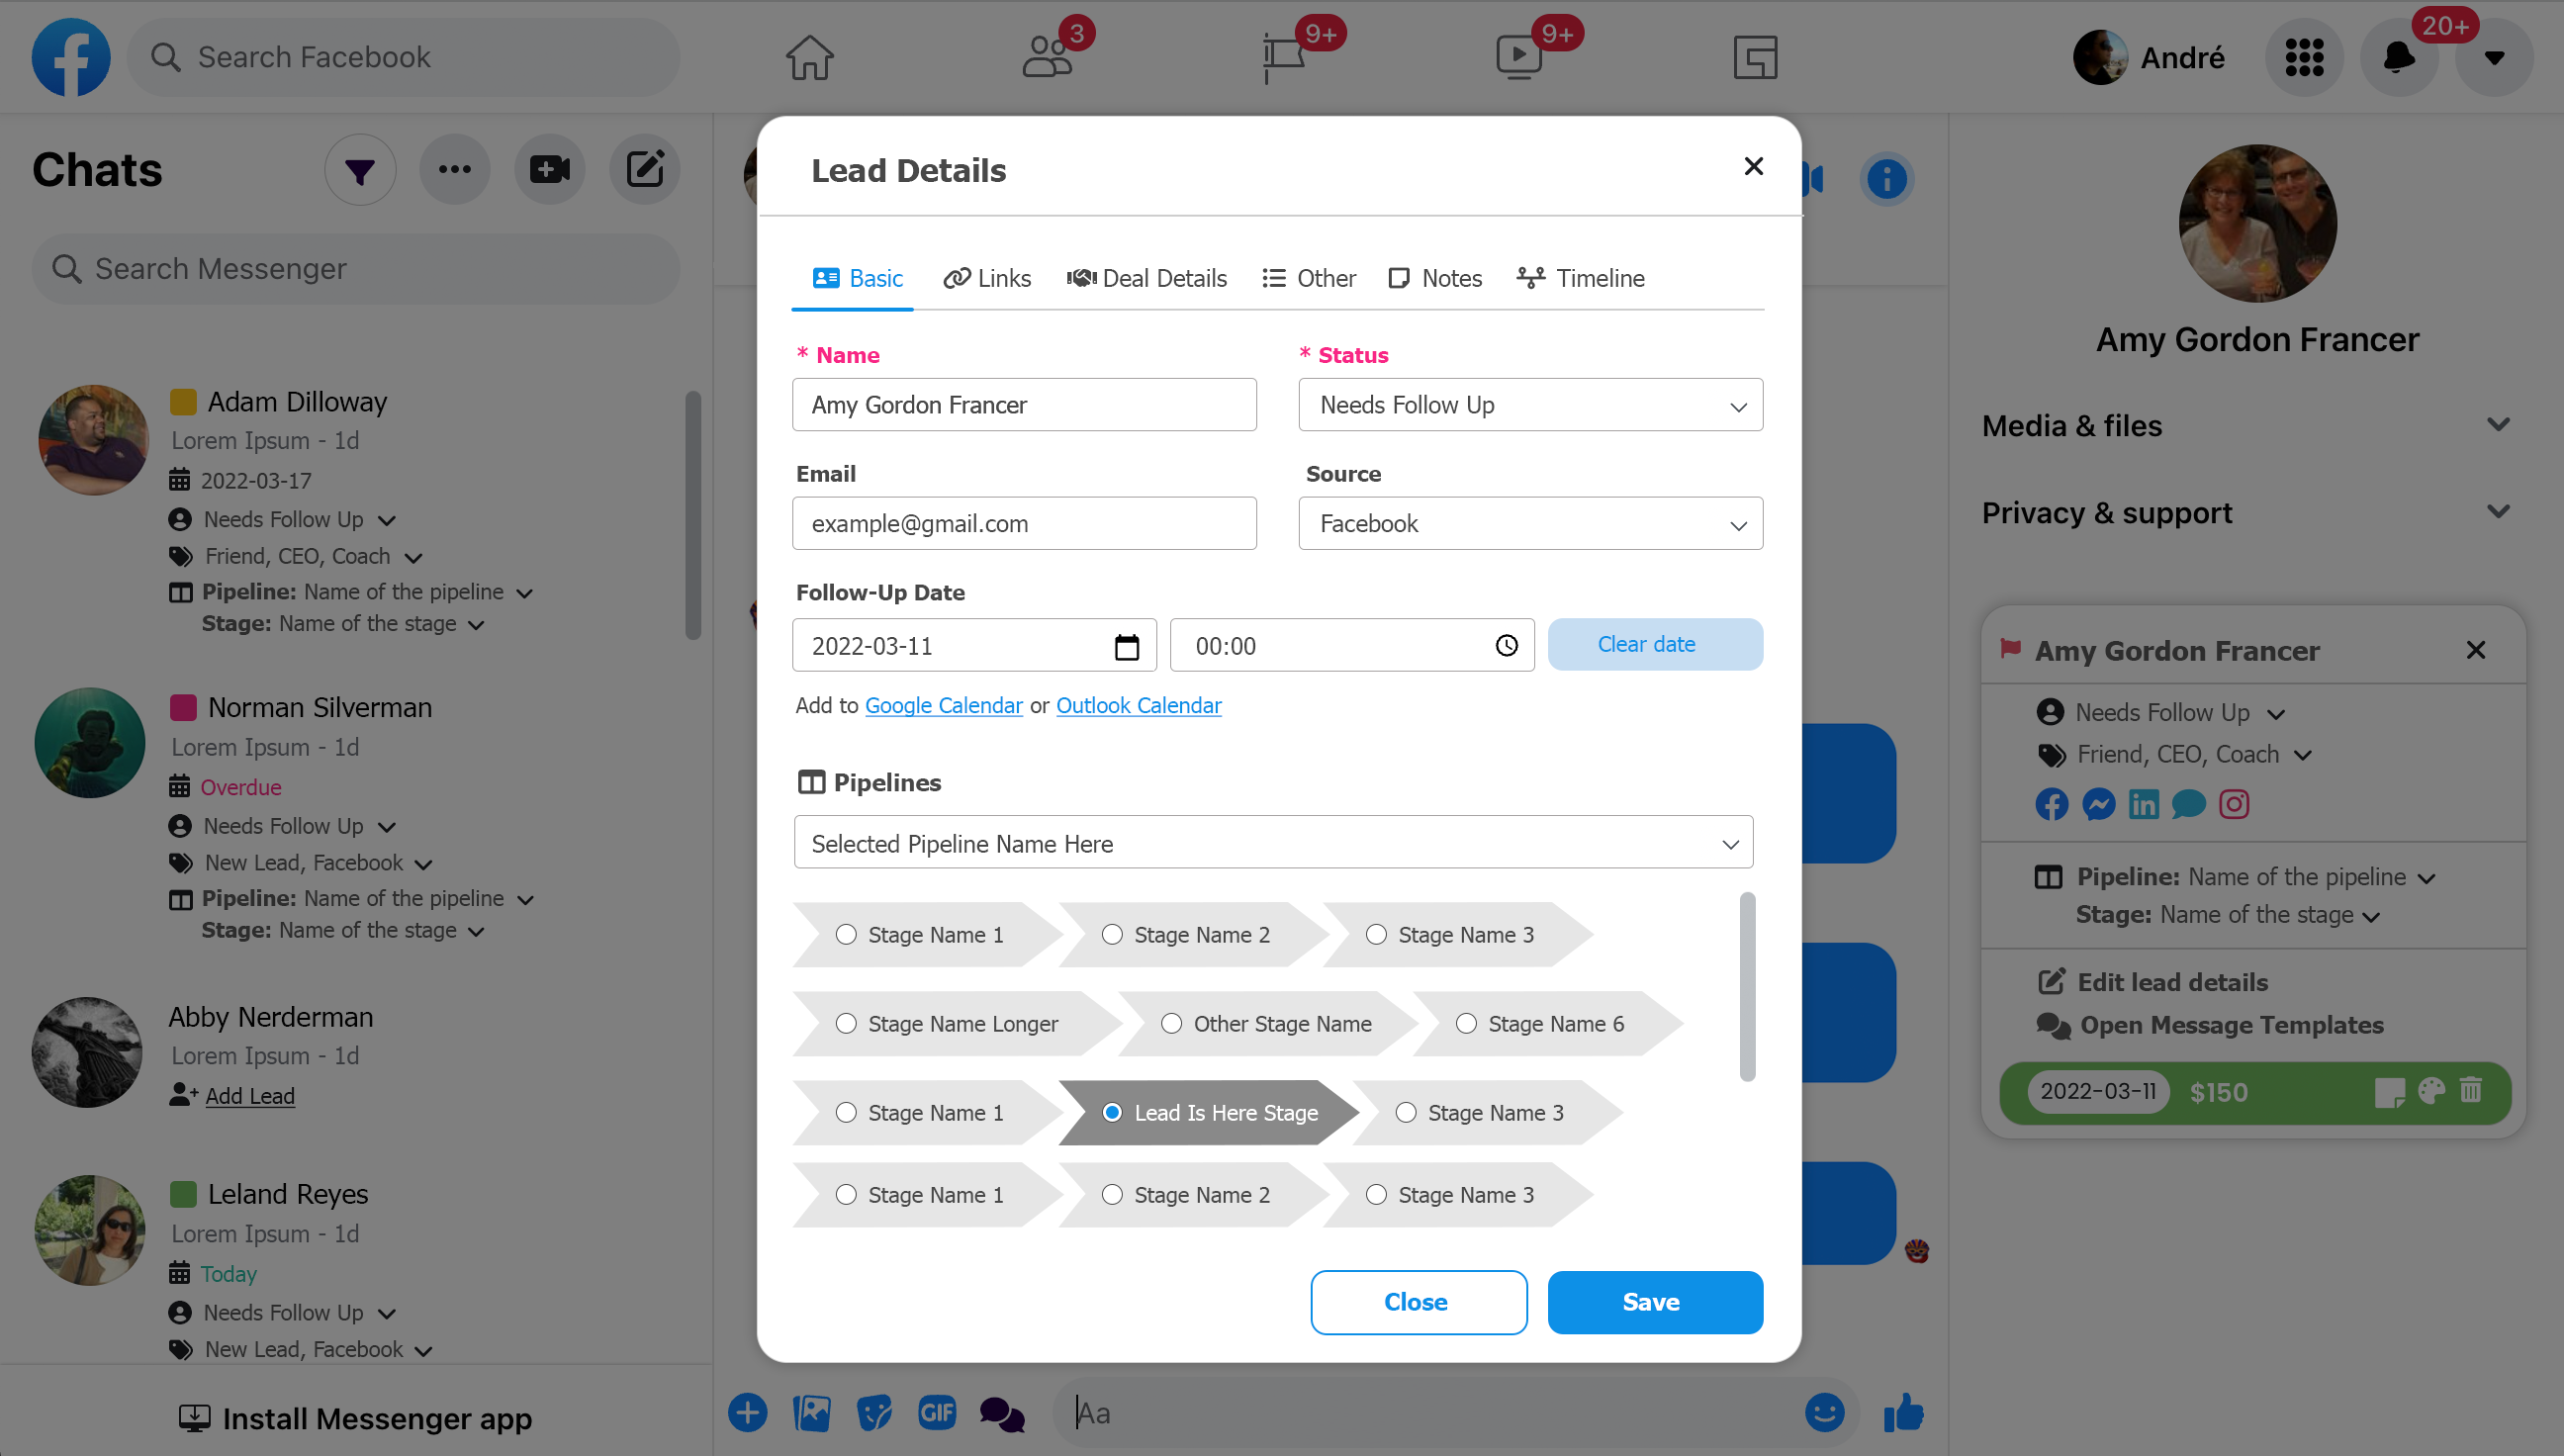 Search Facebook
3
9+
9+
André
20+
Chats
Search Messenger
Adam Dilloway
Lorem Ipsum - 1d
2022-03-17
Needs Follow Up
Friend, CEO, Coach
Pipeline: Name of the pipeline
Stage: Name of the stage
Norman Silverman
Lorem Ipsum - 1d
Overdue
Needs Follow Up
New Lead, Facebook
Pipeline: Name of the pipeline
Stage: Name of the stage
Abby Nerderman
Lorem Ipsum - 1d
Add Lead
Leland Reyes
Lorem Ipsum - 1d
Today
Needs Follow Up
New Lead, Facebook
Install Messenger app
Lead Details
Basic Links Deal Details Other Notes Timeline
* Name
Amy Gordon Francer
* Status
Needs Follow Up
Email
example@gmail.com
Source
Facebook
Follow-Up Date
2022-03-11 00:00 Clear date
Add to Google Calendar or Outlook Calendar
Pipelines
Selected Pipeline Name Here
Stage Name 1 Stage Name 2 Stage Name 3
Stage Name Longer Other Stage Name Stage Name 6
Stage Name 1 Lead Is Here Stage Stage Name 3
Stage Name 1 Stage Name 2 Stage Name 3
Close Save
GIF
Aa
Amy Gordon Francer
Media & files
Privacy & support
Amy Gordon Francer
Needs Follow Up
Friend, CEO, Coach
in
Pipeline: Name of the pipeline
Stage: Name of the stage
Edit lead details
Open Message Templates
2022-03-11 $150